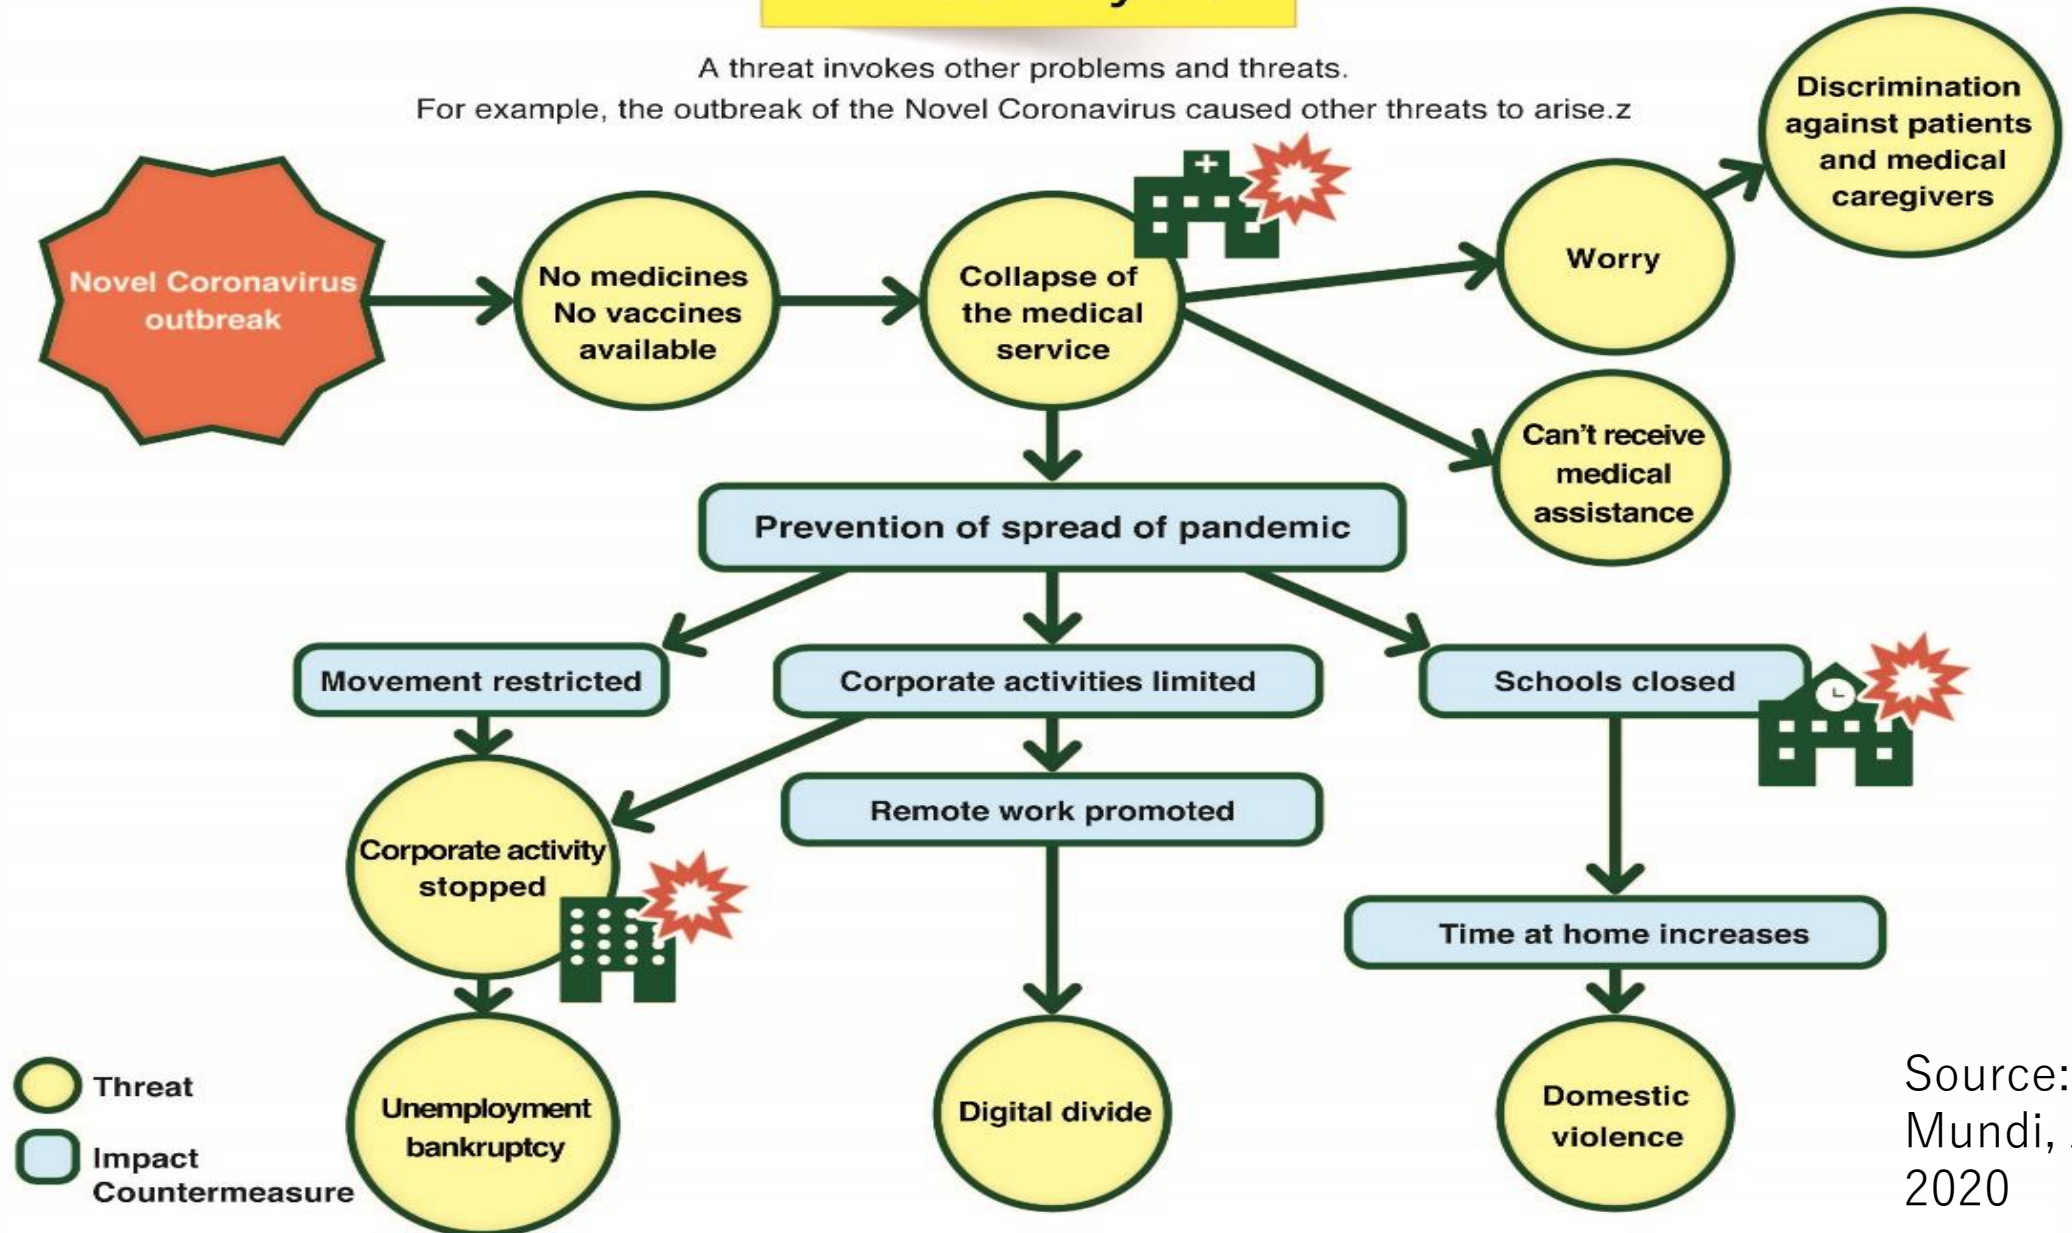 A threat invokes other problems and threats.
For example, the outbreak of the Novel Coronavirus caused other threats to arise.z
Novel Coronavirus
outbreak
No medicines
No vaccines
available
Collapse of
the medical
service
Worry
Discrimination
against patients
and medical
caregivers
Can't receive
medical
assistance
Prevention of spread of pandemic
Movement restricted
Corporate activities limited
Schools closed
Corporate activity
stopped
Remote work promoted
Time at home increases
Unemployment
bankruptcy
Digital divide
Domestic
violence
Threat
Impact
Countermeasure
Source:
Mundi,
2020